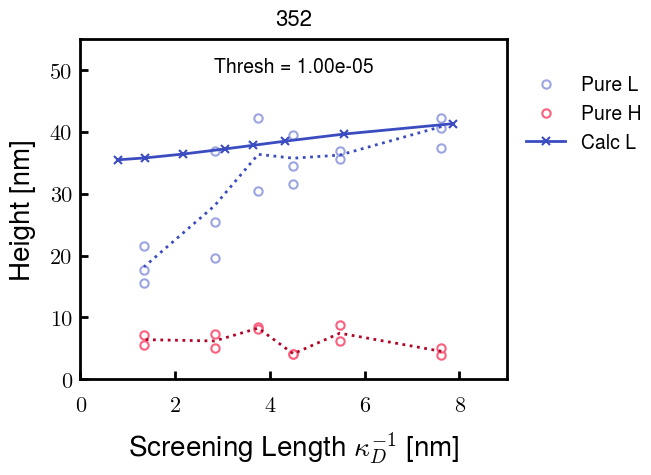 352
Thresh = 1.00e-05
Height [nm]
50
40
30
20
10
0
0 2 4 6 8
Screening Length κ_D^{-1} [nm]
Pure L
Pure H
Calc L